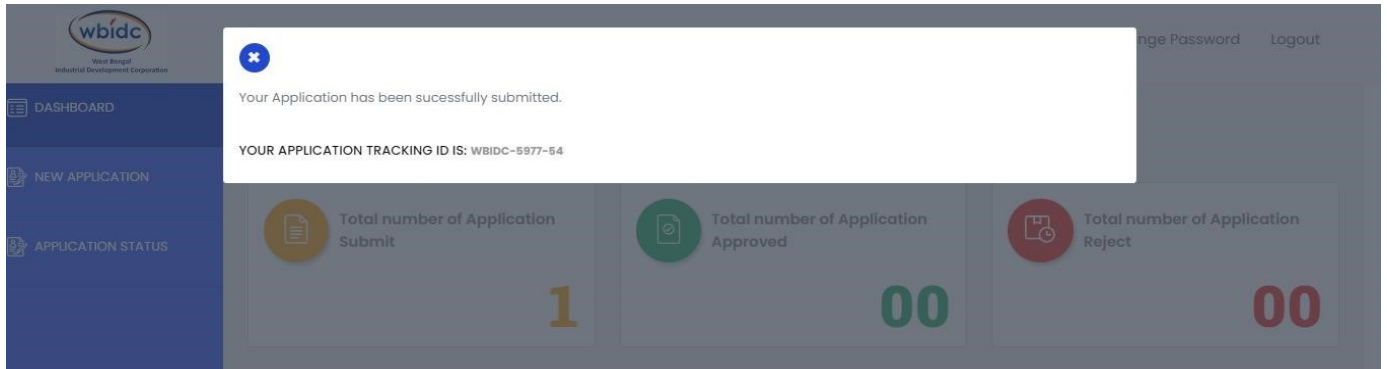 wbidc
West Bengal
Industrial Development Corporation
nge Password Logout
DASHBOARD
NEW APPLICATION
APPLICATION STATUS
Your Application has been sucessfully submitted.
YOUR APPLICATION TRACKING ID IS: WBIDC-5977-54
Total number of Application
Submit
1
Total number of Application
Approved
00
Total number of Application
Reject
00